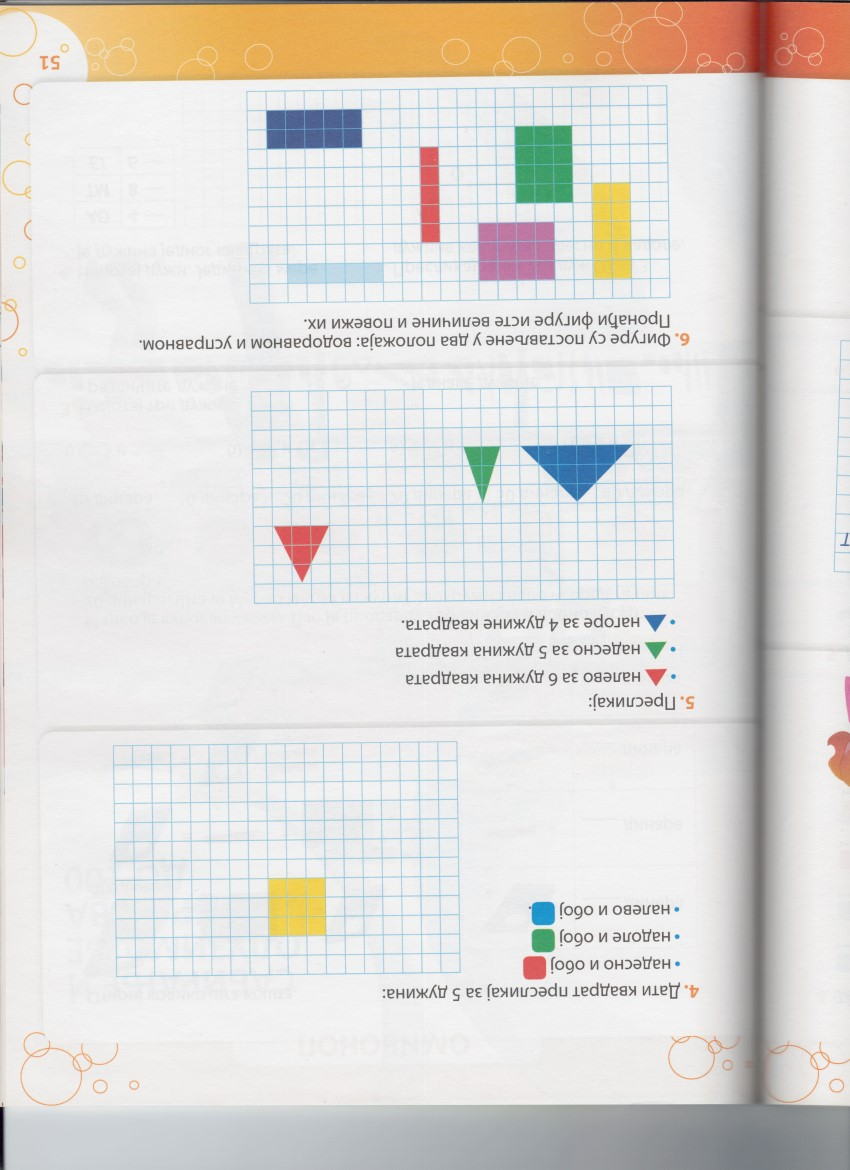 4. Дати квадрат пресликај за 5 дужина:
• надесно и обој
• надоле и обој
• налево и обој .
5. Пресликај:
• налево за 6 дужина квадрата
• надесно за 5 дужина квадрата
• нагоре за 4 дужине квадрата.
6. Фигуре су постављене у два положаја: водоравном и усправном.
Пронађи фигуре исте величине и повежи их.
51